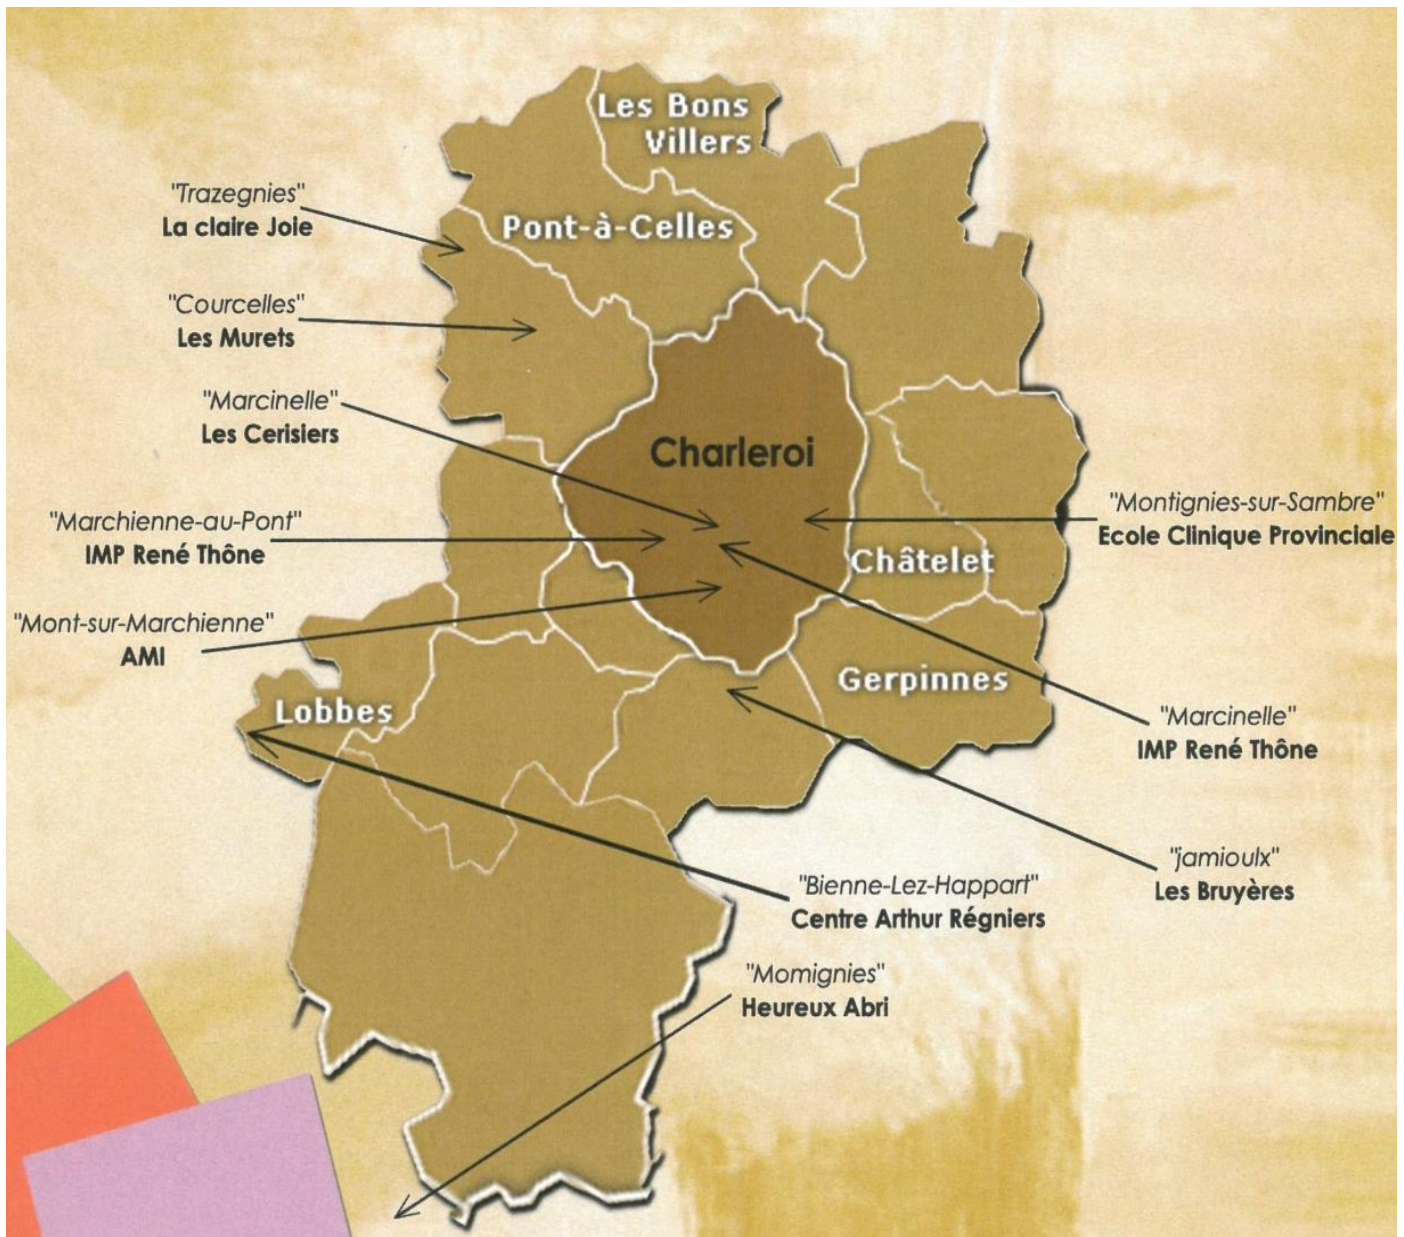 Les Bons
Villers
Pont-à-Celles
"Trazegnies"
La claire Joie
"Courcelles"
Les Murets
"Marcinelle"
Les Cerisiers
Charleroi
"Marchienne-au-Pont"
IMP René Thône
"Montignies-sur-Sambre"
Ecole Clinique Provinciale
Châtelet
"Mont-sur-Marchienne"
AMI
Gerpinnes
Lobbes
"Marcinelle"
IMP René Thône
"jamioulx"
Les Bruyères
"Bienne-Lez-Happart"
Centre Arthur Régniers
"Momignies"
Heureux Abri